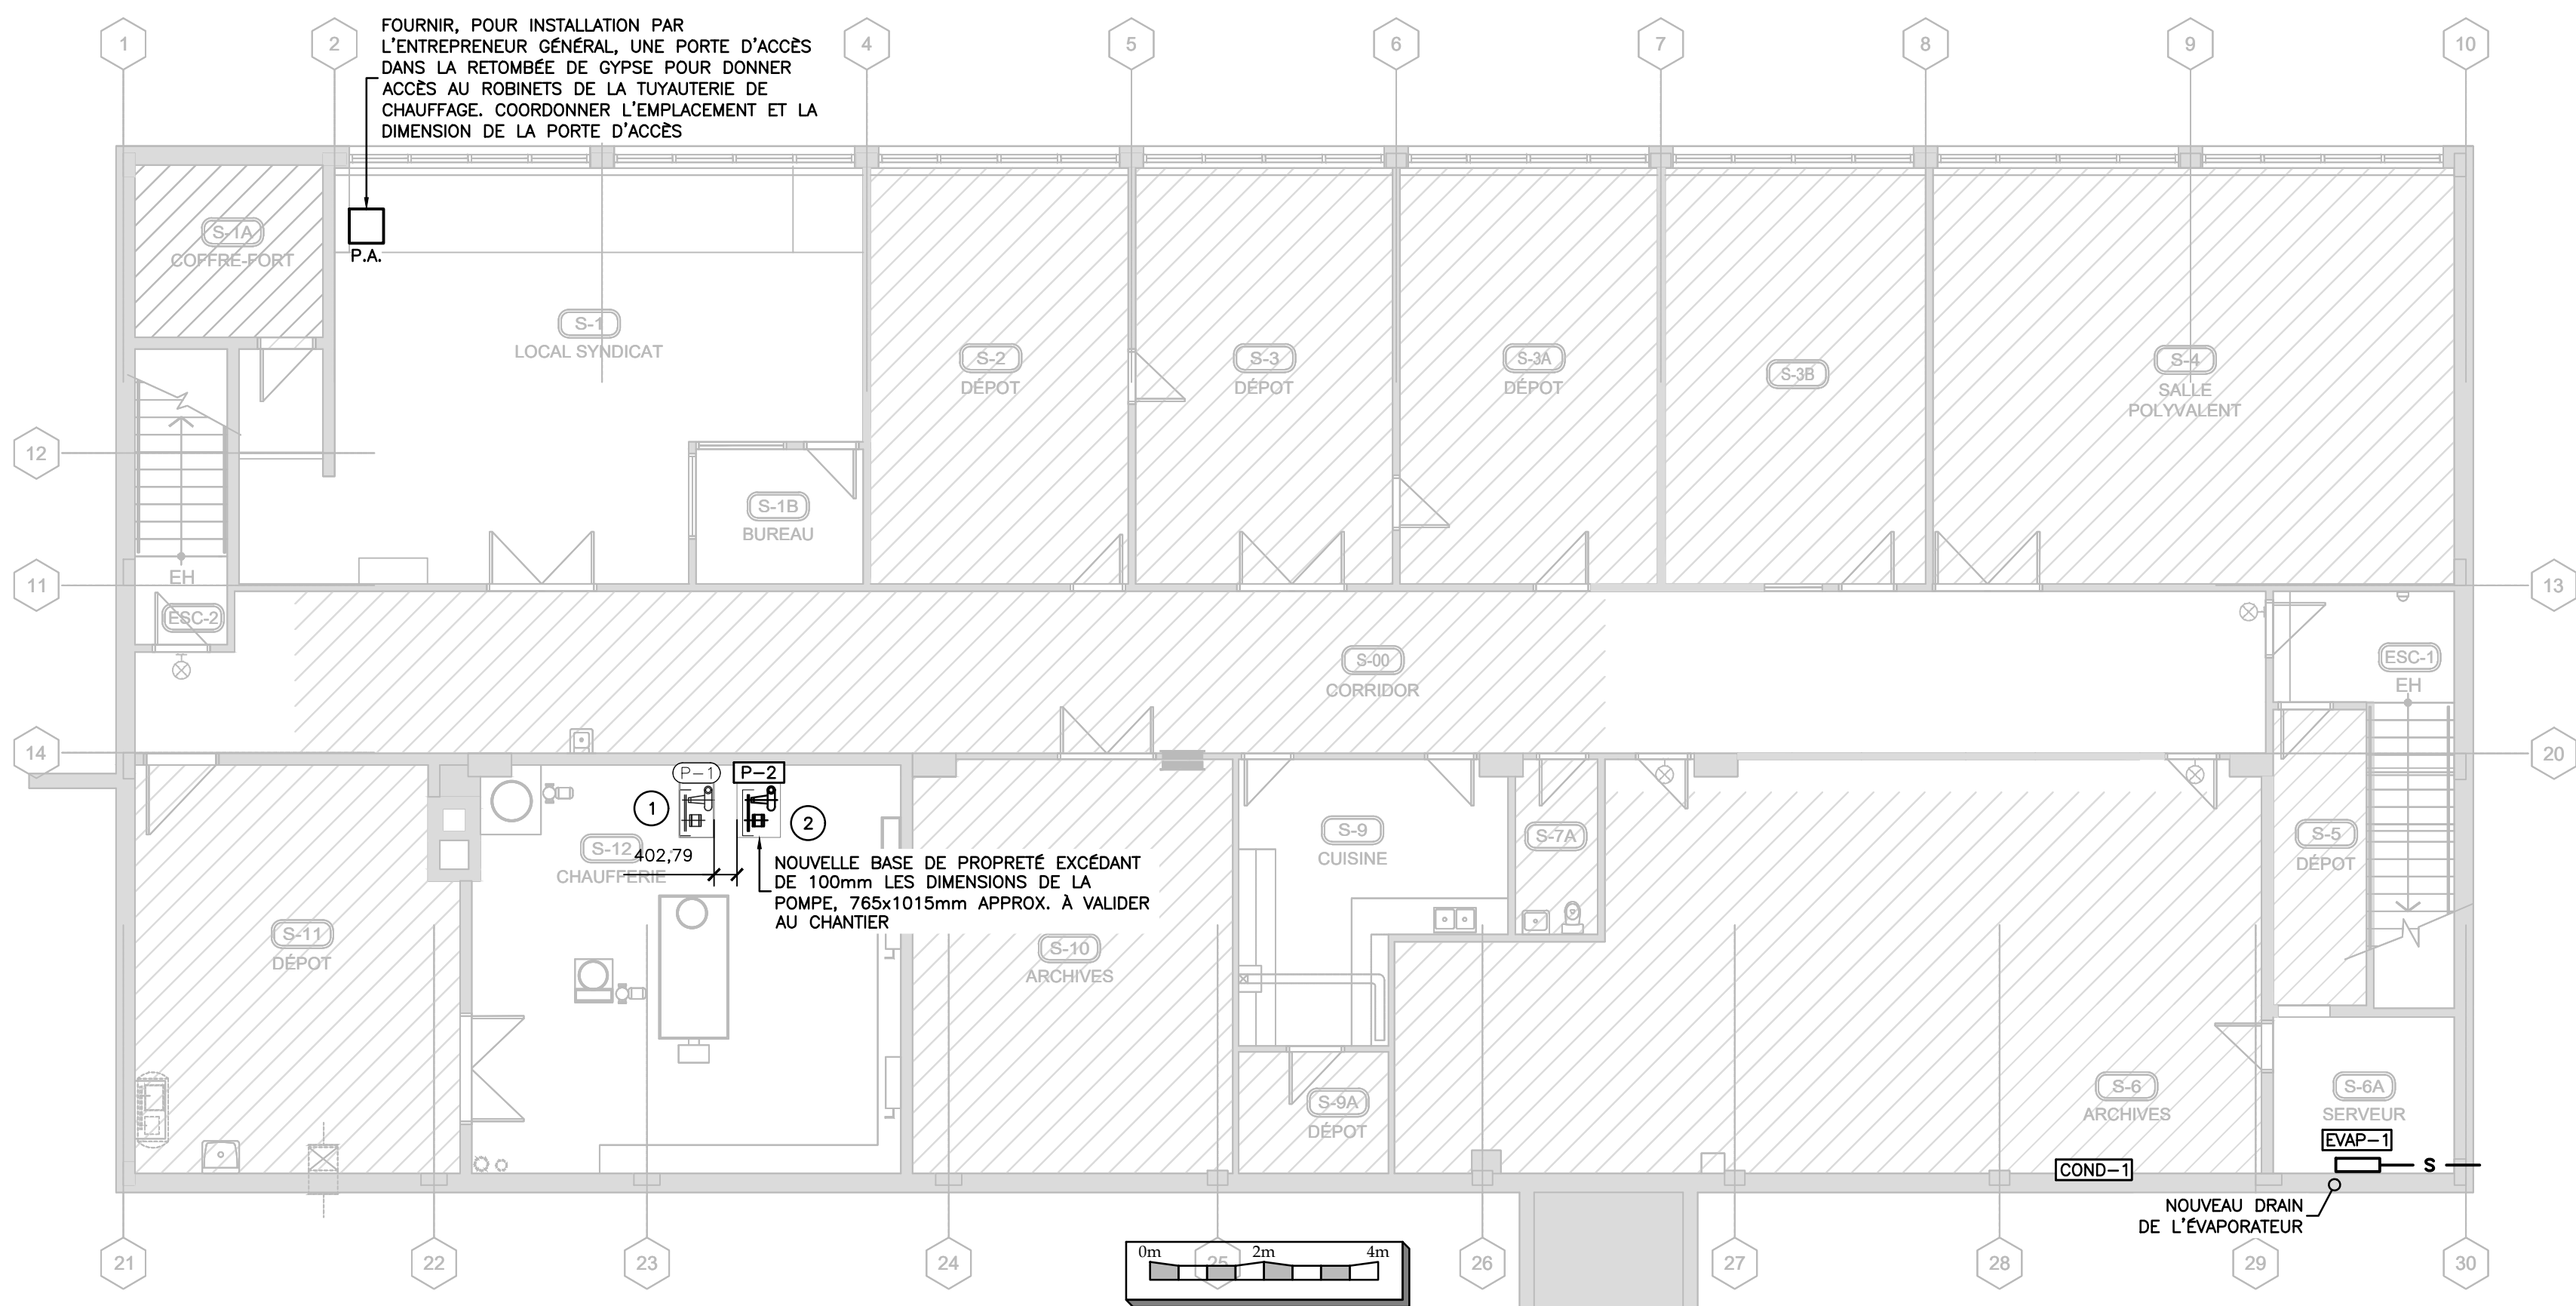 FOURNIR, POUR INSTALLATION PAR
L'ENTREPRENEUR GÉNÉRAL, UNE PORTE D'ACCÈS
DANS LA RETOMBÉE DE GYPSE POUR DONNER
ACCÈS AU ROBINETS DE LA TUYAUTERIE DE
CHAUFFAGE. COORDONNER L'EMPLACEMENT ET LA
DIMENSION DE LA PORTE D'ACCÈS
1
2
4
5
6
7
8
9
10
S-1A
COFFRE-FORT
P.A.
S-1
LOCAL SYNDICAT
S-2
DÉPOT
S-3
DÉPOT
S-3A
DÉPOT
S-3B
S-4
SALLE
POLYVALENT
12
S-1B
BUREAU
11
EH
ESC-2
13
S-00
CORRIDOR
ESC-1
EH
14
20
P-1
P-2
1
2
S-12
CHAUFFERIE
402,79
NOUVELLE BASE DE PROPRETÉ EXCÉDANT
DE 100mm LES DIMENSIONS DE LA
POMPE, 765x1015mm APPROX. À VALIDER
AU CHANTIER
S-9
CUISINE
S-7A
S-5
DÉPOT
S-11
DÉPOT
S-10
ARCHIVES
S-9A
DÉPOT
S-6
ARCHIVES
S-6A
SERVEUR
EVAP-1
COND-1
S
NOUVEAU DRAIN
DE L'ÉVAPORATEUR
21
22
23
24
25
26
27
28
29
30
0m 2m 4m